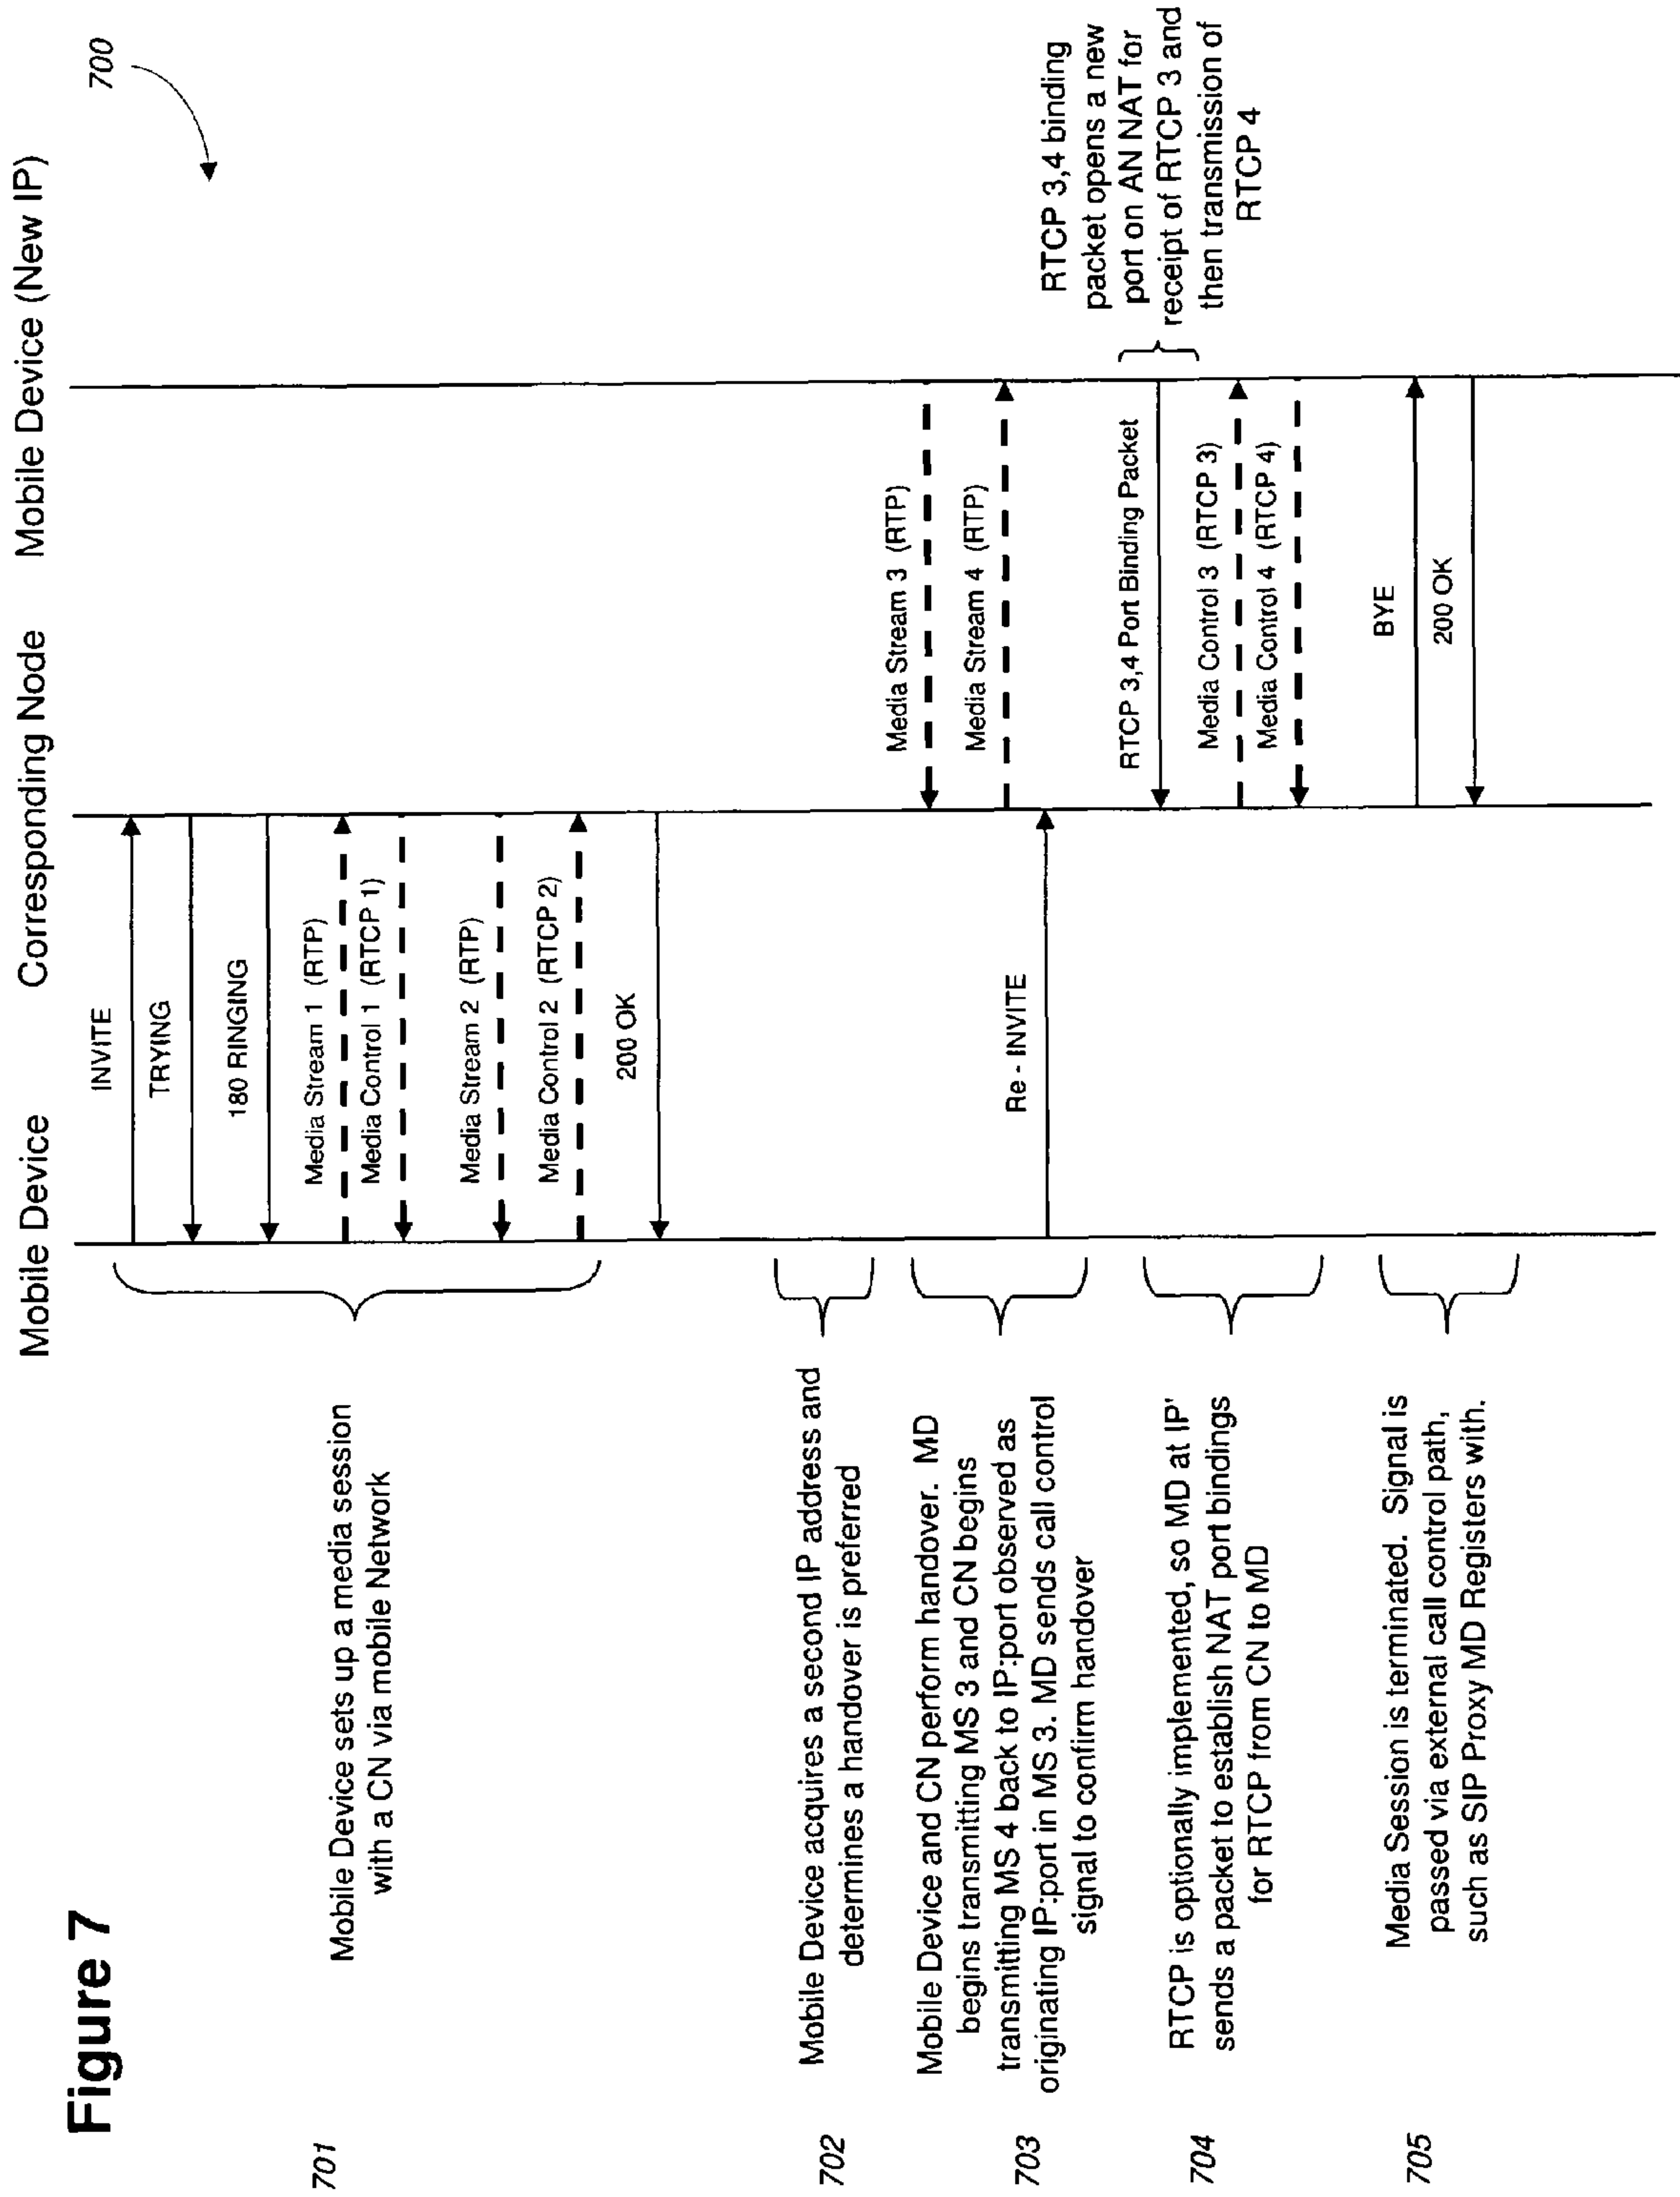 Figure 7
700
Mobile Device
Corresponding Node
Mobile Device (New IP)
701
Mobile Device sets up a media session
with a CN via mobile Network
INVITE
TRYING
180 RINGING
Media Stream 1 (RTP)
Media Control 1 (RTCP 1)
Media Stream 2 (RTP)
Media Control 2 (RTCP 2)
200 OK
702
Mobile Device acquires a second IP address and
determines a handover is preferred
703
Mobile Device and CN perform handover. MD
begins transmitting MS 3 and CN begins
transmitting MS 4 back to IP:port observed as
originating IP:port in MS 3. MD sends call control
signal to confirm handover
Media Stream 3 (RTP)
Media Stream 4 (RTP)
Re - INVITE
704
RTCP is optionally implemented, so MD at IP'
sends a packet to establish NAT port bindings
for RTCP from CN to MD
RTCP 3,4 Port Binding Packet
Media Control 3 (RTCP 3)
Media Control 4 (RTCP 4)
RTCP 3,4 binding
packet opens a new
port on AN NAT for
receipt of RTCP 3 and
then transmission of
RTCP 4
705
Media Session is terminated. Signal is
passed via external call control path,
such as SIP Proxy MD Registers with.
BYE
200 OK